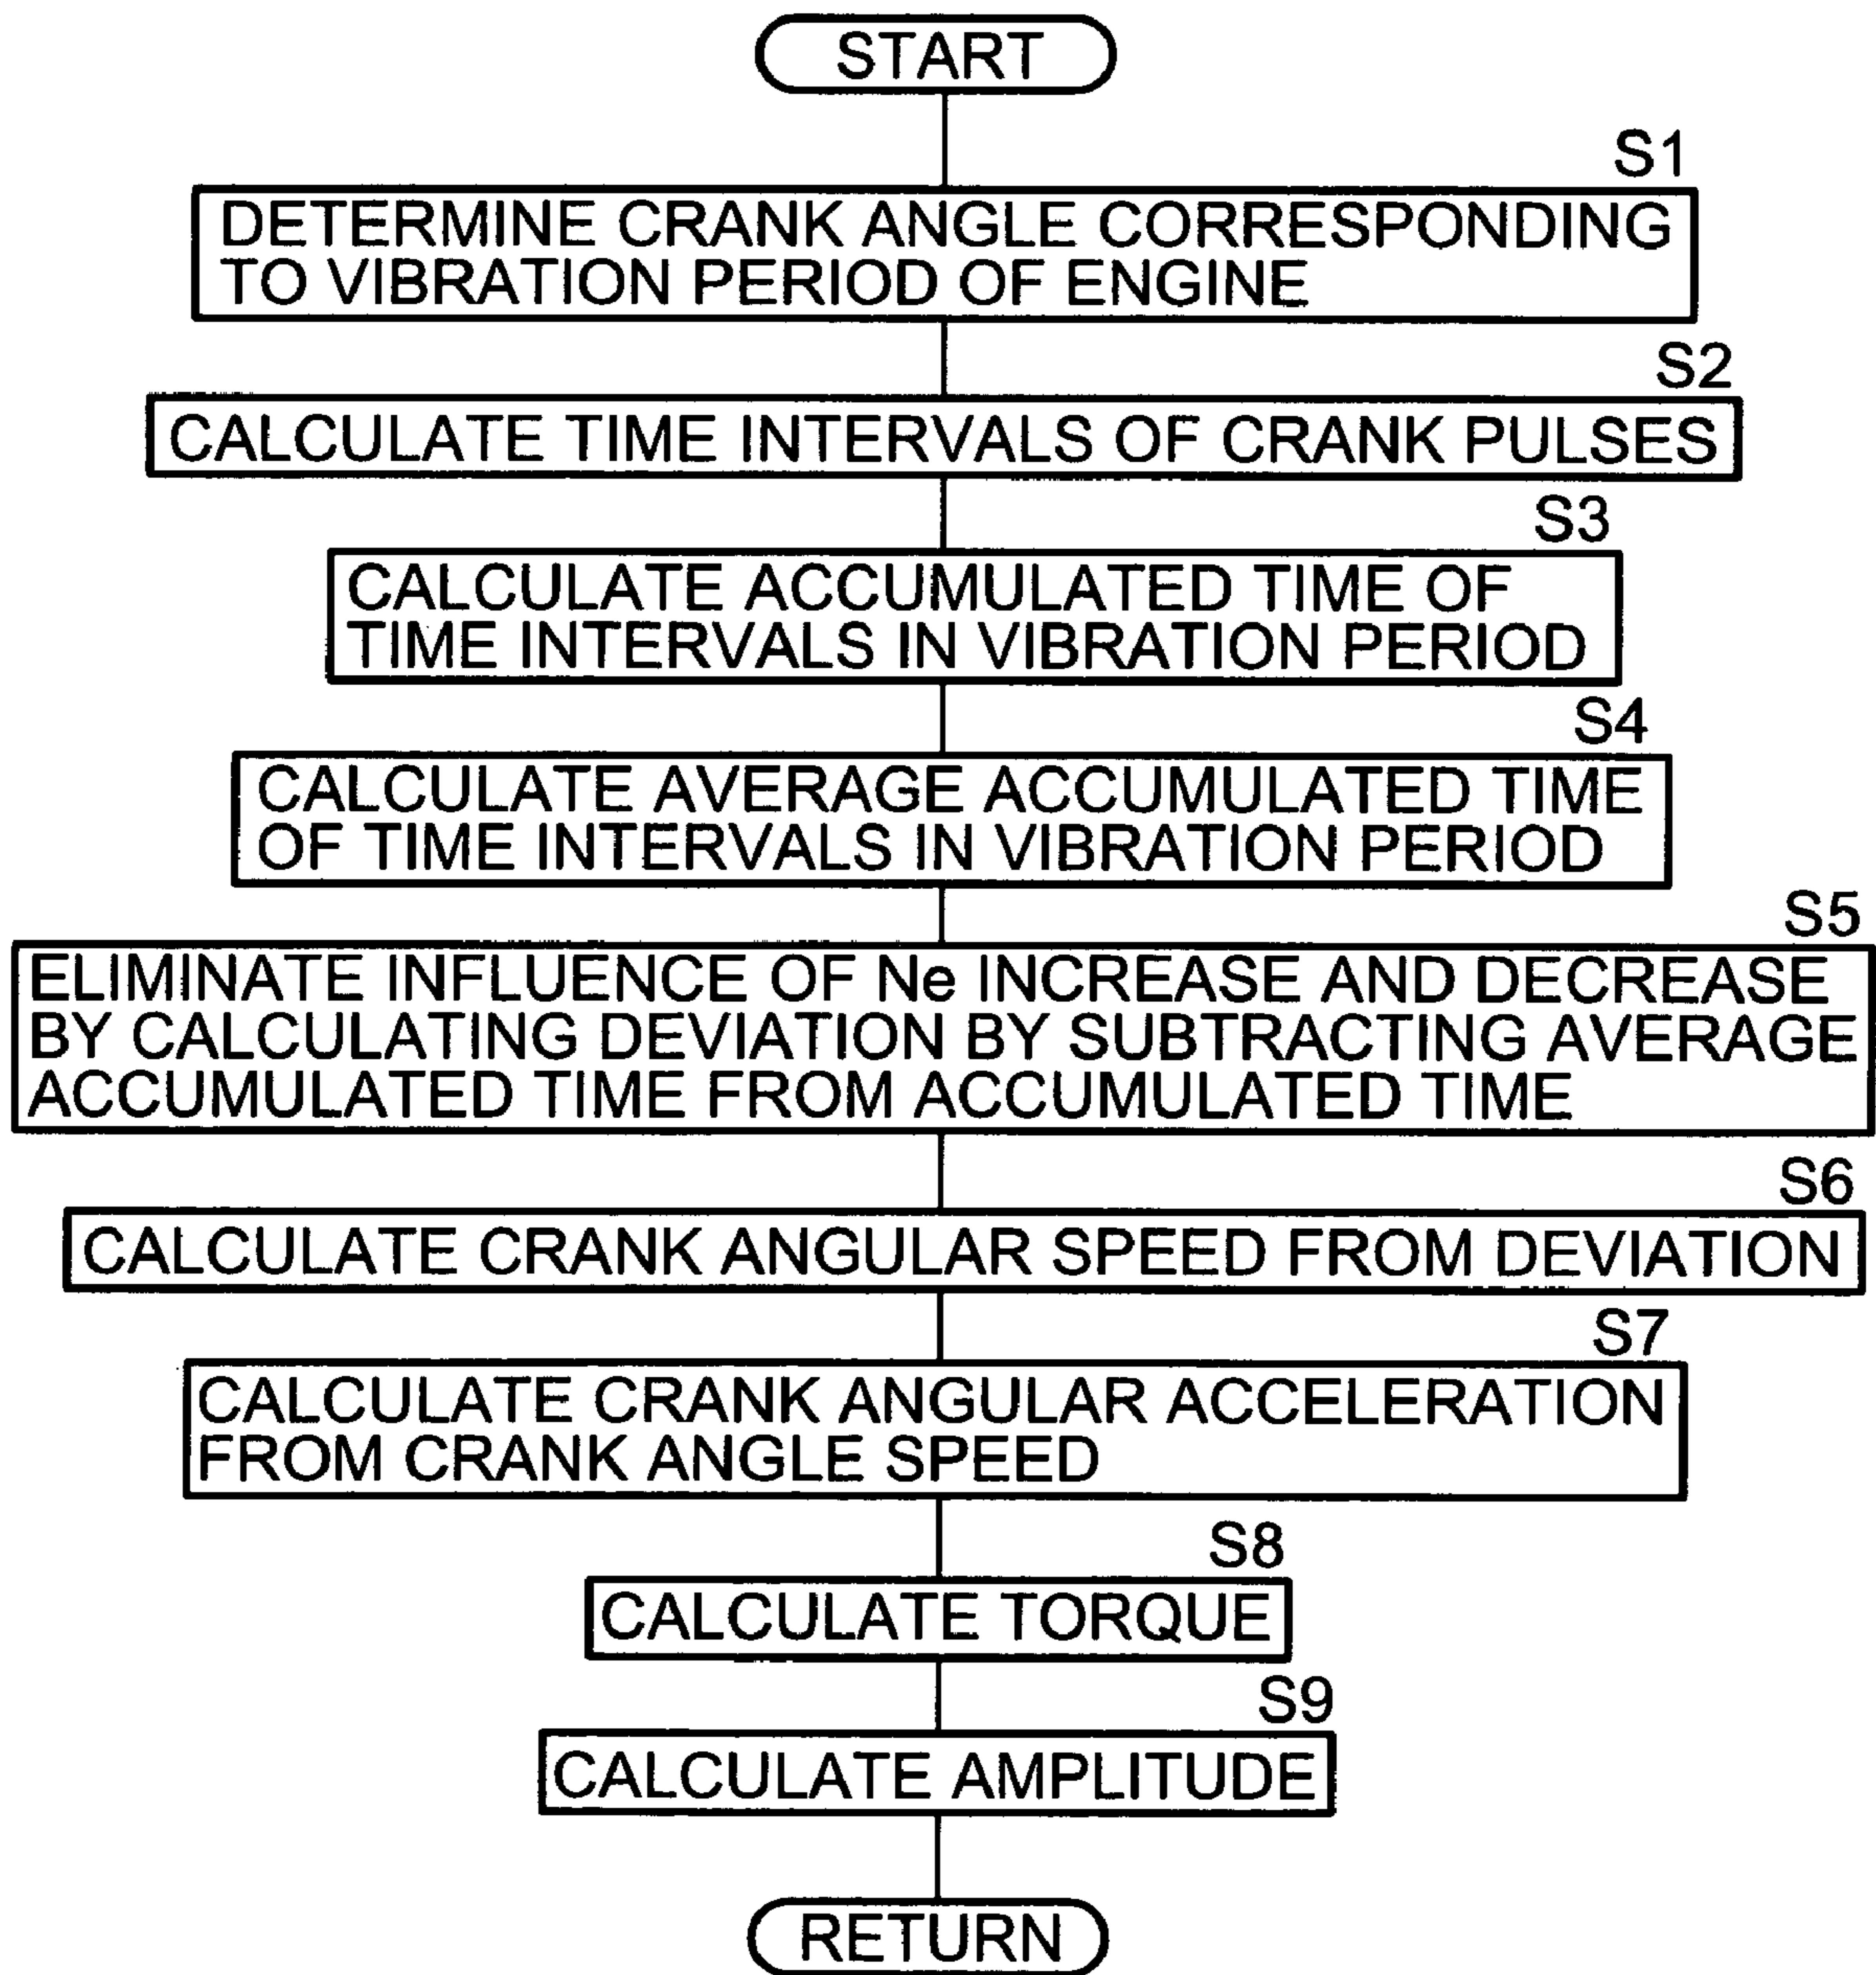 START
S1
DETERMINE CRANK ANGLE CORRESPONDING
TO VIBRATION PERIOD OF ENGINE
S2
CALCULATE TIME INTERVALS OF CRANK PULSES
S3
CALCULATE ACCUMULATED TIME OF
TIME INTERVALS IN VIBRATION PERIOD
S4
CALCULATE AVERAGE ACCUMULATED TIME
OF TIME INTERVALS IN VIBRATION PERIOD
S5
ELIMINATE INFLUENCE OF Ne INCREASE AND DECREASE
BY CALCULATING DEVIATION BY SUBTRACTING AVERAGE
ACCUMULATED TIME FROM ACCUMULATED TIME
S6
CALCULATE CRANK ANGULAR SPEED FROM DEVIATION
S7
CALCULATE CRANK ANGULAR ACCELERATION
FROM CRANK ANGLE SPEED
S8
CALCULATE TORQUE
S9
CALCULATE AMPLITUDE
RETURN